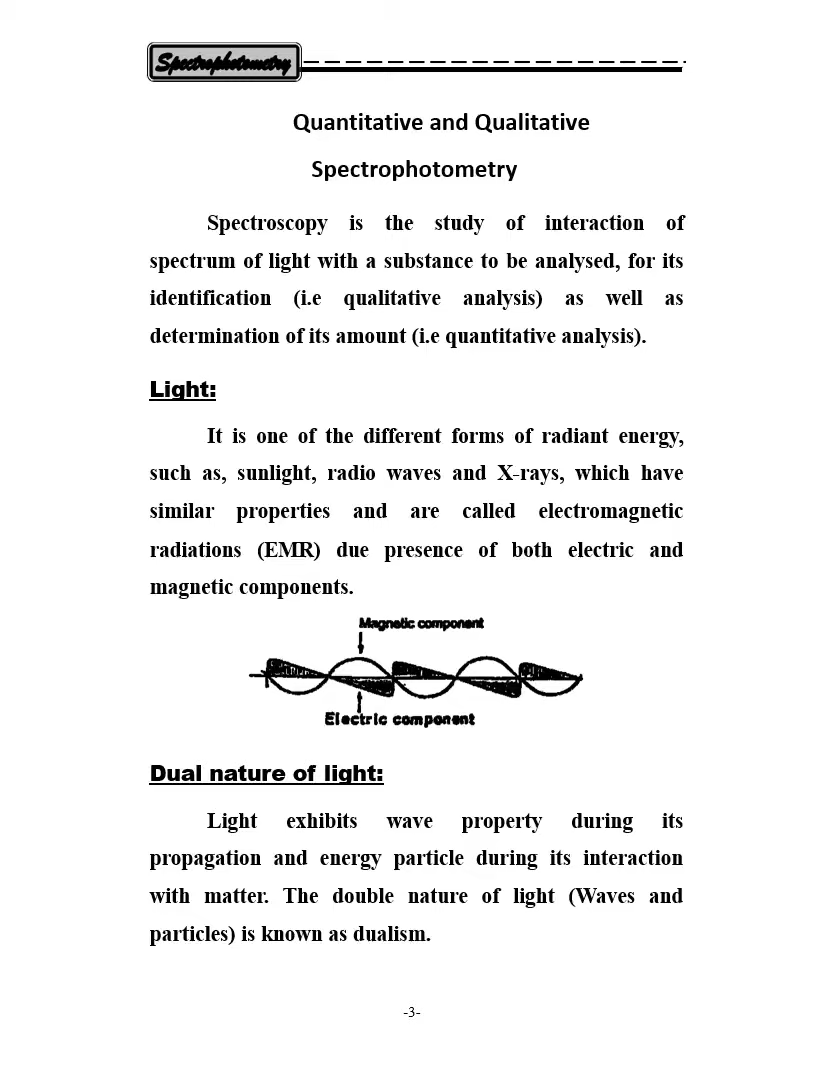 Spectrophotometry
Quantitative and Qualitative
Spectrophotometry
Spectroscopy is the study of interaction of
spectrum of light with a substance to be analysed, for its
identification (i.e qualitative analysis) as well as
determination of its amount (i.e quantitative analysis).
Light:
It is one of the different forms of radiant energy,
such as, sunlight, radio waves and X-rays, which have
similar properties and are called electromagnetic
radiations (EMR) due presence of both electric and
magnetic components.
Magnetic component
Electric component
Dual nature of light:
Light exhibits wave property during its
propagation and energy particle during its interaction
with matter. The double nature of light (Waves and
particles) is known as dualism.
-3-